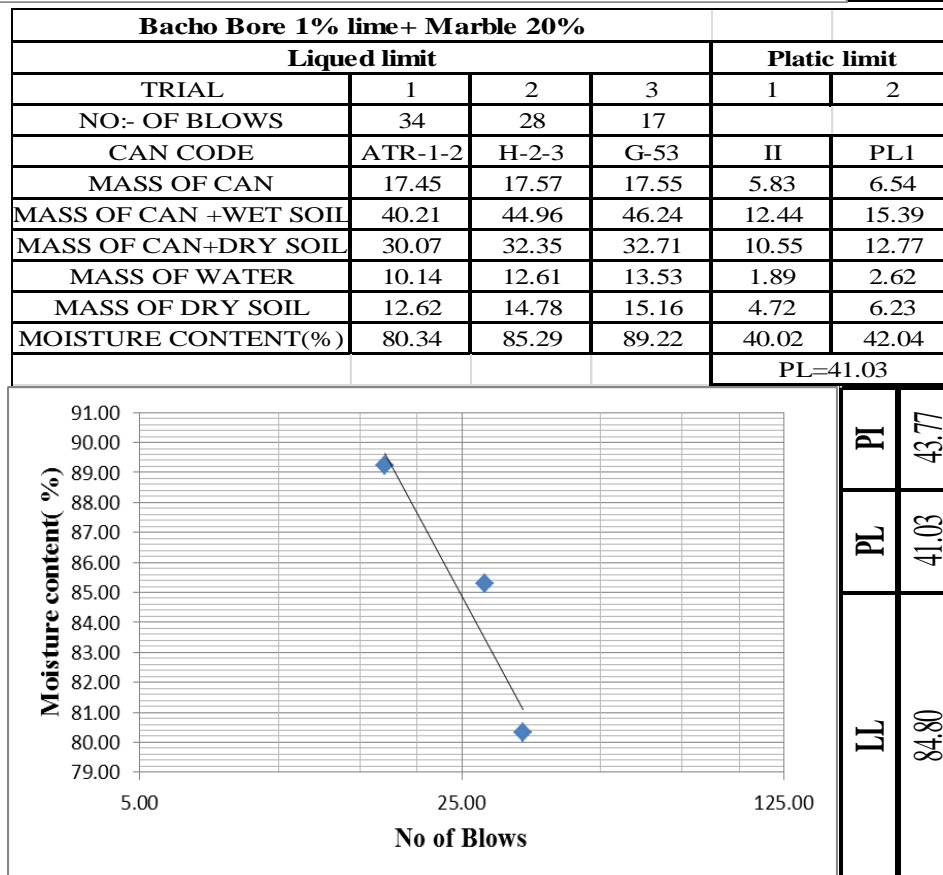 Bacho Bore 1% lime+ Marble 20%
Liqued limit Platic limit
TRIAL 1 2 3 1 2
NO:- OF BLOWS 34 28 17
CAN CODE ATR-1-2 H-2-3 G-53 II PL1
MASS OF CAN 17.45 17.57 17.55 5.83 6.54
MASS OF CAN +WET SOIL 40.21 44.96 46.24 12.44 15.39
MASS OF CAN+DRY SOIL 30.07 32.35 32.71 10.55 12.77
MASS OF WATER 10.14 12.61 13.53 1.89 2.62
MASS OF DRY SOIL 12.62 14.78 15.16 4.72 6.23
MOISTURE CONTENT(%) 80.34 85.29 89.22 40.02 42.04
PL=41.03
Moisture content( %)
91.00
90.00
89.00
88.00
87.00
86.00
85.00
84.00
83.00
82.00
81.00
80.00
79.00
5.00 25.00 125.00
No of Blows
PI 43.77
PL 41.03
LL 84.80